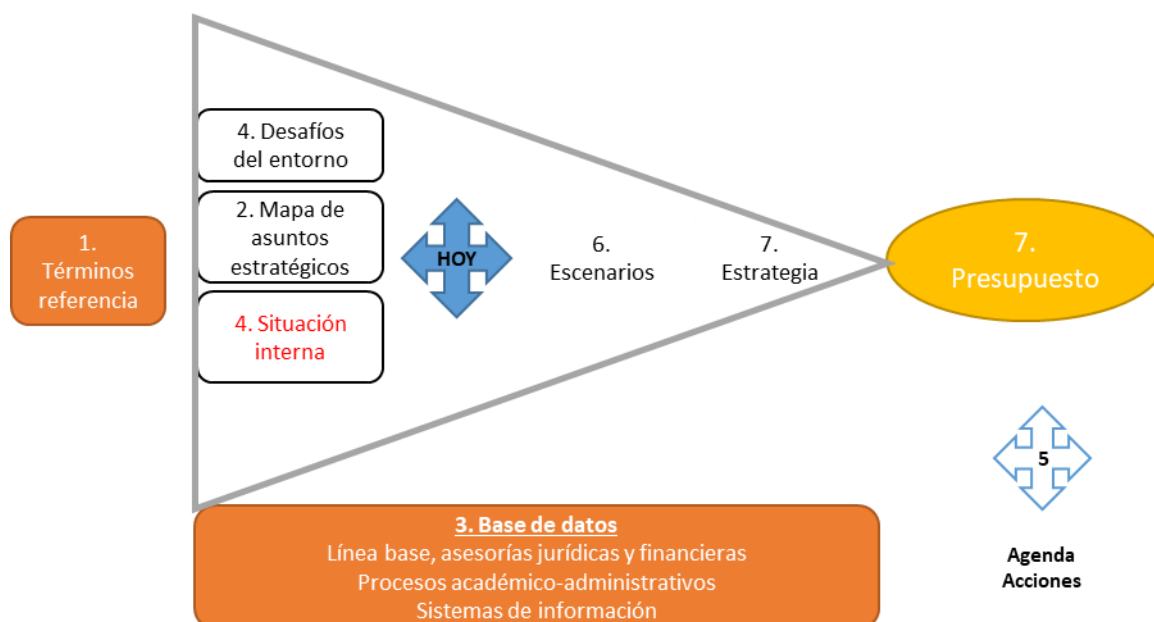 1.
Términos
referencia
4. Desafíos
del entorno
2. Mapa de
asuntos
estratégicos
4. Situación
interna
HOY
6.
Escenarios
7.
Estrategia
7.
Presupuesto
3. Base de datos
Línea base, asesorías jurídicas y financieras
Procesos académico-administrativos
Sistemas de información
5
Agenda
Acciones